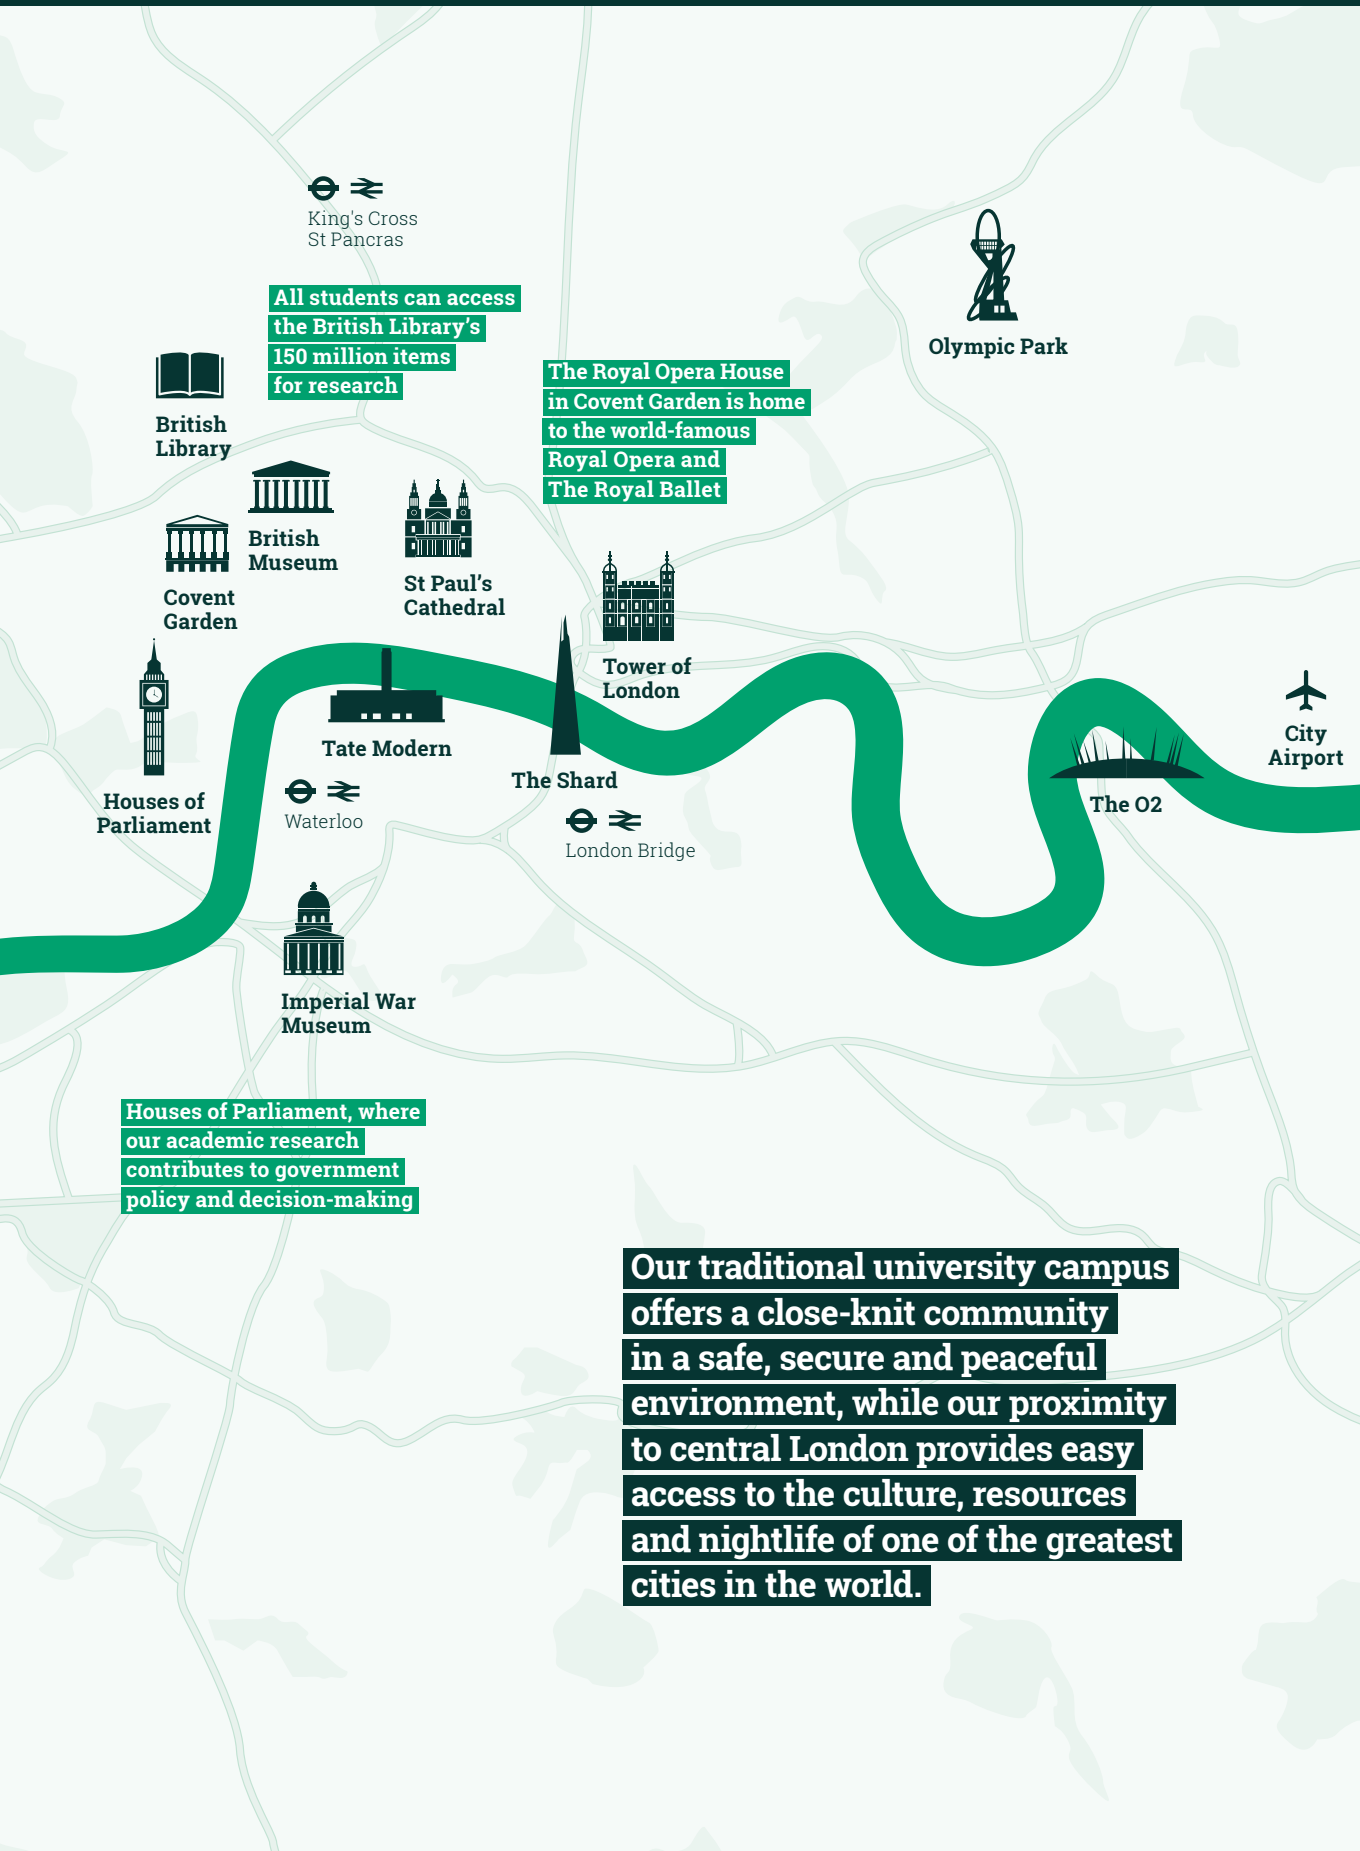 King's Cross
St Pancras
All students can access
the British Library’s
150 million items
for research
British
Library
The Royal Opera House
in Covent Garden is home
to the world-famous
Royal Opera and
The Royal Ballet
Olympic Park
British
Museum
Covent
Garden
St Paul’s
Cathedral
Tower of
London
Houses of
Parliament
Tate Modern
The Shard
Waterloo
London Bridge
City
Airport
The O2
Imperial War
Museum
Houses of Parliament, where
our academic research
contributes to government
policy and decision-making
Our traditional university campus
offers a close-knit community
in a safe, secure and peaceful
environment, while our proximity
to central London provides easy
access to the culture, resources
and nightlife of one of the greatest
cities in the world.